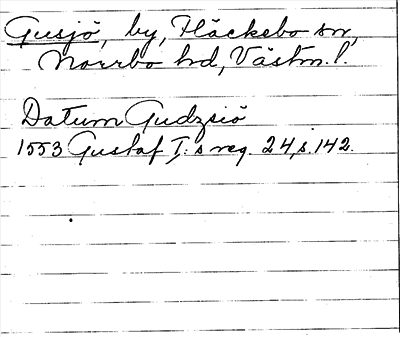 Gusjö, by, Fläckebo sn,
Norrbo hd, Västm. l.
Datum Gudzsiö
1553 Gustaf I:s reg. 24, s. 142.